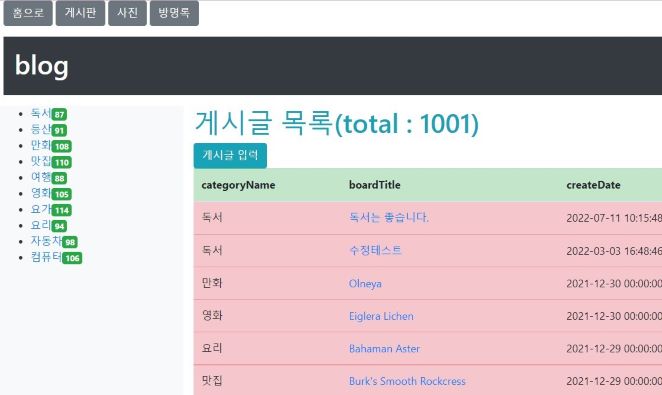 홈으로 게시판 사진 방명록
blog
독서 87
등산 91
만화 108
맛집 110
여행 88
영화 105
요가 114
요리 94
자동차 98
컴퓨터 106
게시글 목록(total : 1001)
게시글 입력
categoryName boardTitle createDate
독서 독서는 좋습니다. 2022-07-11 10:15:48
독서 수정테스트 2022-03-03 16:48:46
만화 Olneya 2021-12-30 00:00:00
영화 Eiglera Lichen 2021-12-30 00:00:00
요리 Bahaman Aster 2021-12-29 00:00:00
맛집 Burk's Smooth Rockcress 2021-12-29 00:00:00